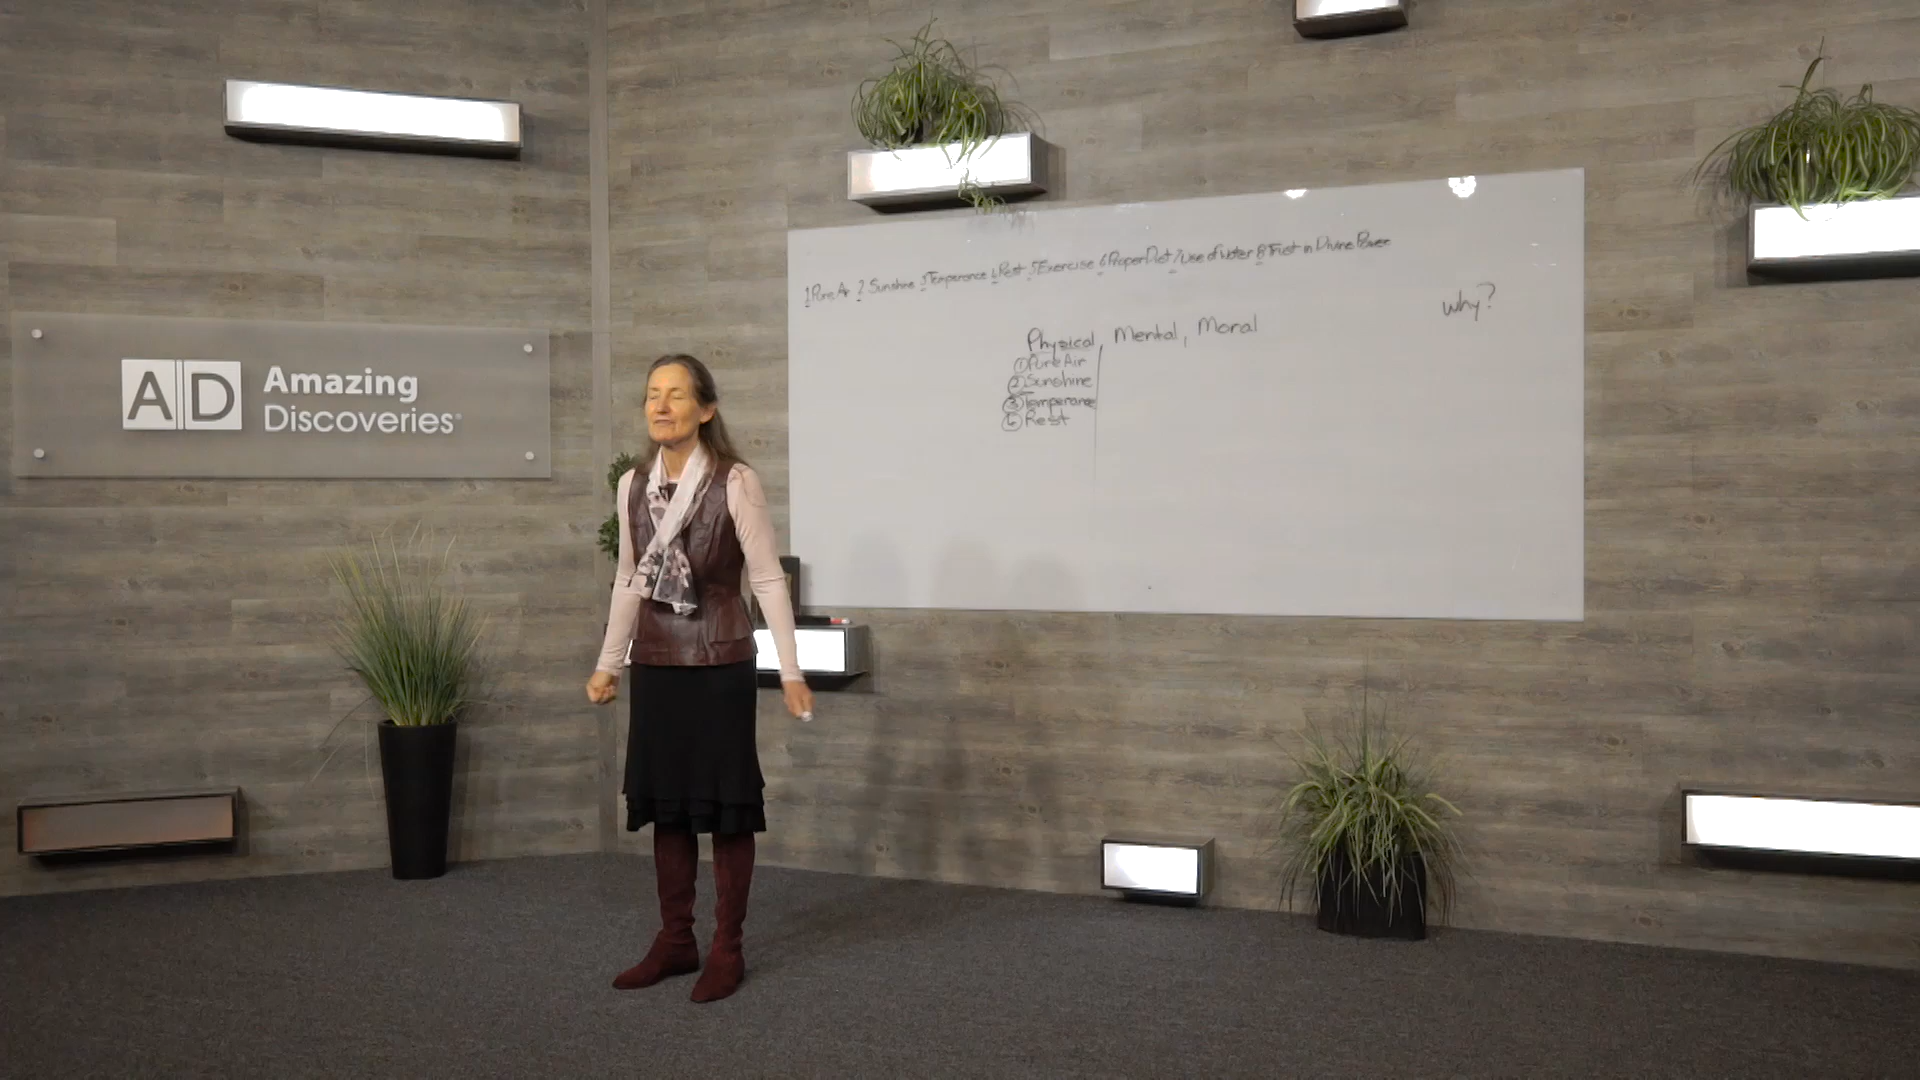 AD
Amazing
Discoveries
1 Pure Air 2 Sunshine 3 Temperance 4 Rest 5 Exercise 6 Proper Diet 7 Use of Water 8 Trust in Divine Power
why?
Physical, Mental, Moral
① Pure Air
② Sunshine
③ Temperance
④ Rest